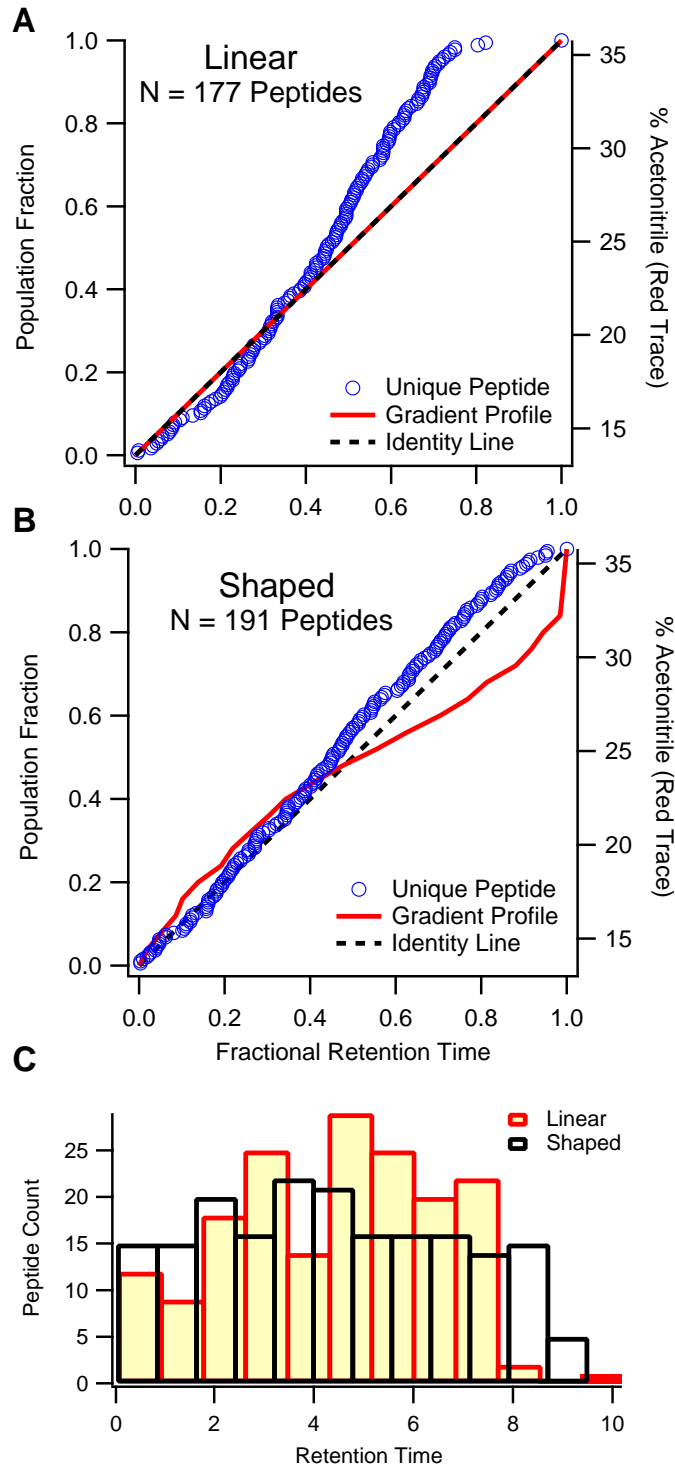 A
Linear
N = 177 Peptides
1.0
0.8
0.6
0.4
0.2
0.0
Population Fraction
35
30
25
20
15
% Acetonitrile (Red Trace)
Unique Peptide
Gradient Profile
Identity Line
0.0 0.2 0.4 0.6 0.8 1.0
B
Shaped
N = 191 Peptides
1.0
0.8
0.6
0.4
0.2
0.0
Population Fraction
35
30
25
20
15
% Acetonitrile (Red Trace)
Unique Peptide
Gradient Profile
Identity Line
0.0 0.2 0.4 0.6 0.8 1.0
Fractional Retention Time
C
Linear
Shaped
25
20
15
10
5
0
Peptide Count
0 2 4 6 8 10
Retention Time